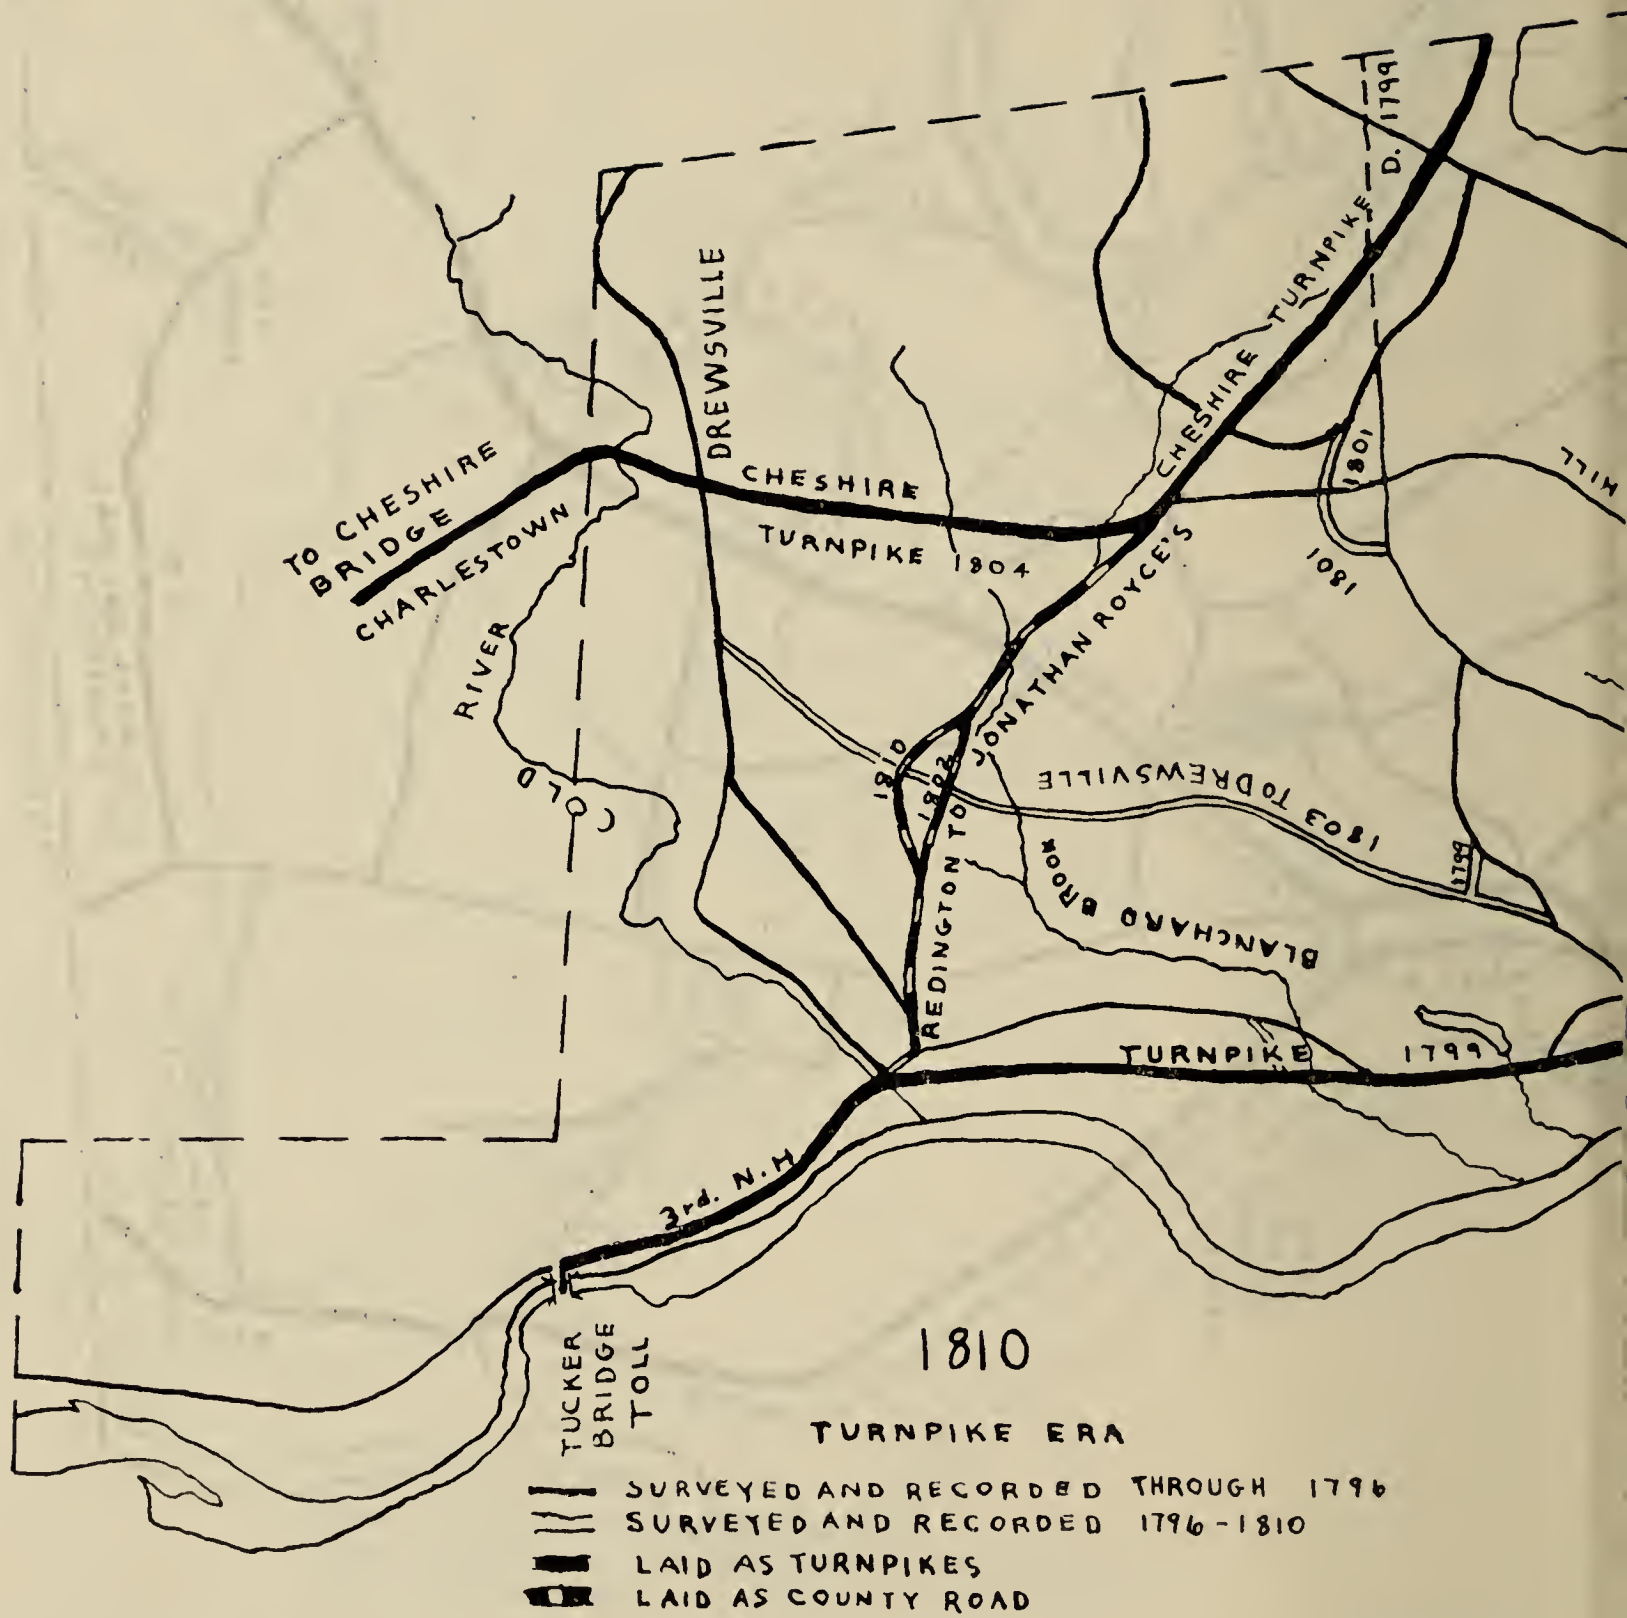 D. 1799
DREWSVILLE
CHESHIRE TURNPIKE
TO CHESHIRE
BRIDGE
CHARLESTOWN
CHESHIRE
TURNPIKE 1804
HILL
1801
1801
RIVER
COLD
REDINGTON TO JONATHAN ROYCE'S
1810
1802
1803 TO DREWSVILLE
1799
BLANCHARD BROOK
3rd. N.H TURNPIKE 1799
TUCKER
BRIDGE
TOLL
1810
TURNPIKE ERA
SURVEYED AND RECORDED THROUGH 1796
SURVEYED AND RECORDED 1796-1810
LAID AS TURNPIKES
LAID AS COUNTY ROAD